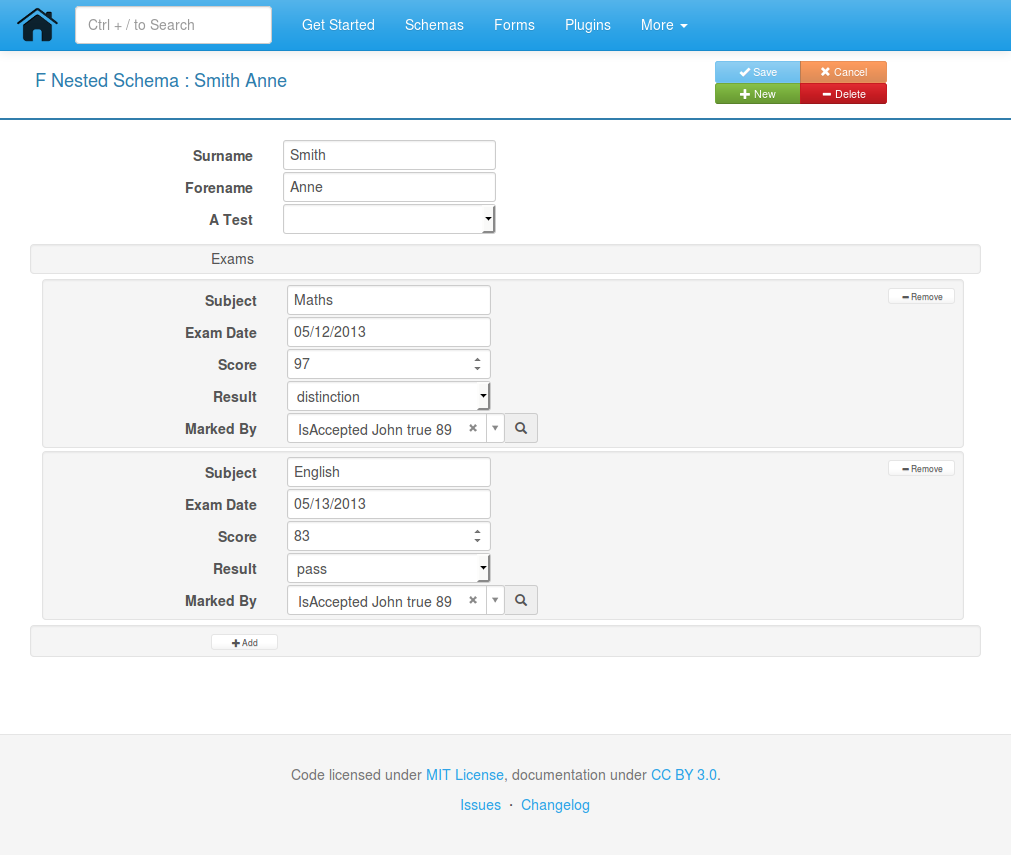 Ctrl + / to Search Get Started Schemas Forms Plugins More
F Nested Schema : Smith Anne
Save Cancel
New Delete
Surname Smith
Forename Anne
A Test
Exams
Subject Maths Remove
Exam Date 05/12/2013
Score 97
Result distinction
Marked By IsAccepted John true 89
Subject English Remove
Exam Date 05/13/2013
Score 83
Result pass
Marked By IsAccepted John true 89
Add
Code licensed under MIT License, documentation under CC BY 3.0.
Issues · Changelog